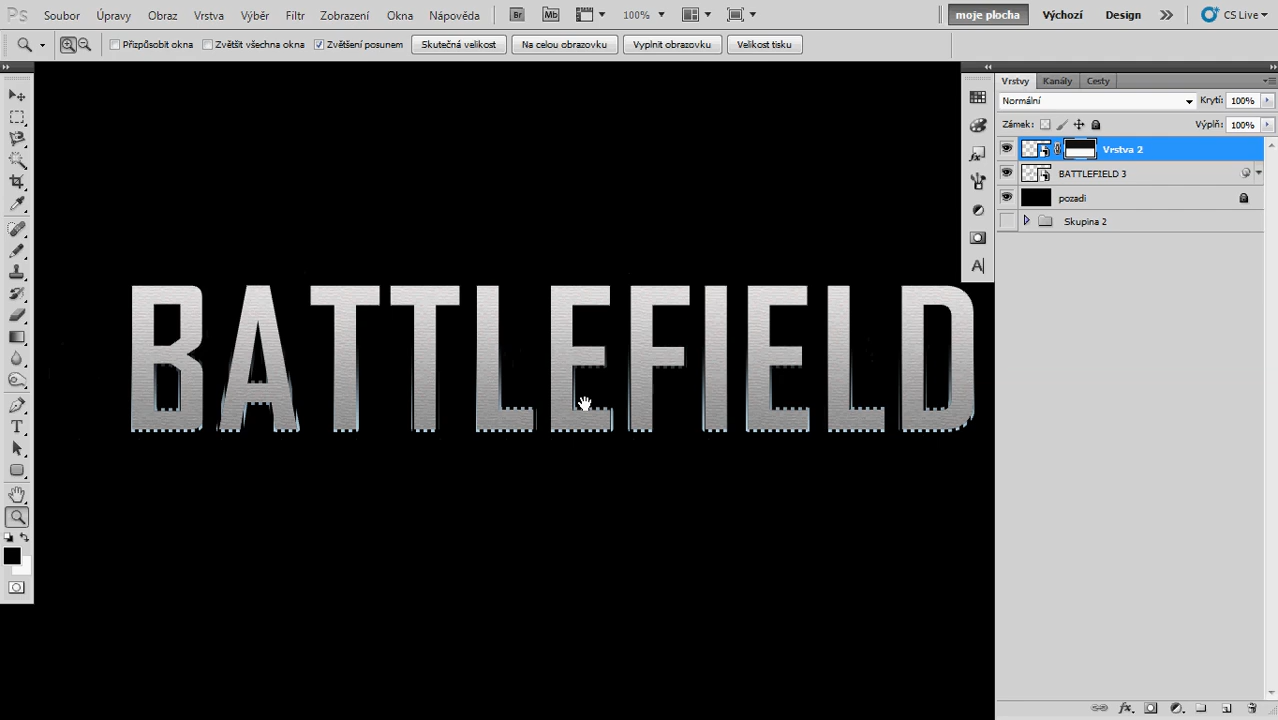 Ps Soubor Úpravy Obraz Vrstva Výběr Filtr Zobrazení Okna Nápověda Br Mb 100% moje plocha Výchozí Design CS Live
Přizpůsobit okna Zvětšit všechna okna Zvětšení posunem Skutečná velikost Na celou obrazovku Vyplnit obrazovku Velikost tisku
Vrstvy Kanály Cesty
Normální Krytí: 100%
Zámek: Výplň: 100%
Vrstva 2
BATTLEFIELD 3
pozadi
Skupina 2
BATTLEFIELD